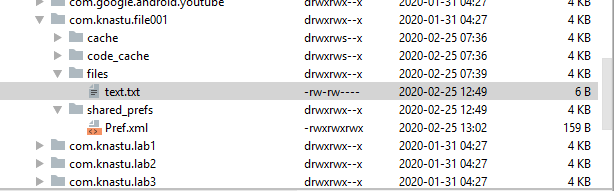 com.google.android.youtube drwxrwx--x 2020-01-31 04:27 4 KB
com.knastu.file001 drwxrwx--x 2020-01-31 04:27 4 KB
cache drwxrws--x 2020-02-25 07:36 4 KB
code_cache drwxrws--x 2020-02-25 07:36 4 KB
files drwxrwx--x 2020-02-25 07:39 4 KB
text.txt -rw-rw---- 2020-02-25 12:49 6 B
shared_prefs drwxrwx--x 2020-02-25 12:49 4 KB
Pref.xml -rwxrwxrwx 2020-02-25 13:02 159 B
com.knastu.lab1 drwxrwx--x 2020-01-31 04:27 4 KB
com.knastu.lab2 drwxrwx--x 2020-01-31 04:27 4 KB
com.knastu.lab3 drwxrwx--x 2020-01-31 04:27 4 KB